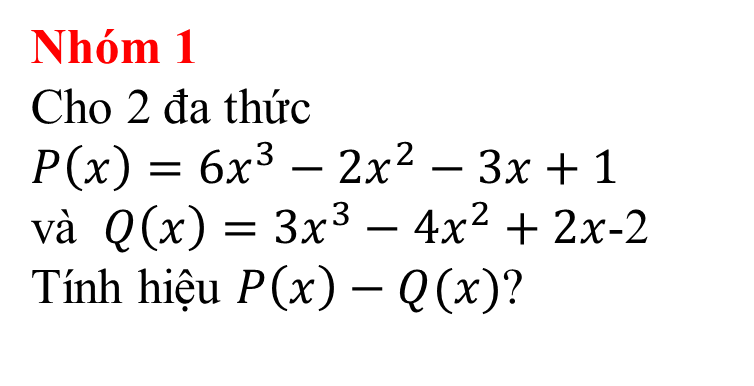 Nhóm 1
Cho 2 đa thức
P(x) = 6x³ − 2x² − 3x + 1
và Q(x) = 3x³ − 4x² + 2x-2
Tính hiệu P(x) − Q(x)?